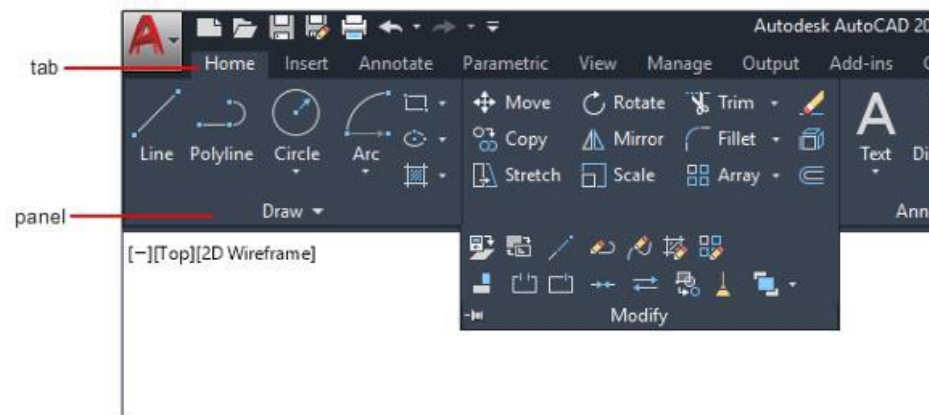 Autodesk AutoCAD 20
tab
Home Insert Annotate Parametric View Manage Output Add-ins
Move Rotate Trim
Line Polyline Circle Arc Copy Mirror Fillet Text
Stretch Scale Array
panel
Draw
[−][Top][2D Wireframe]
Modify